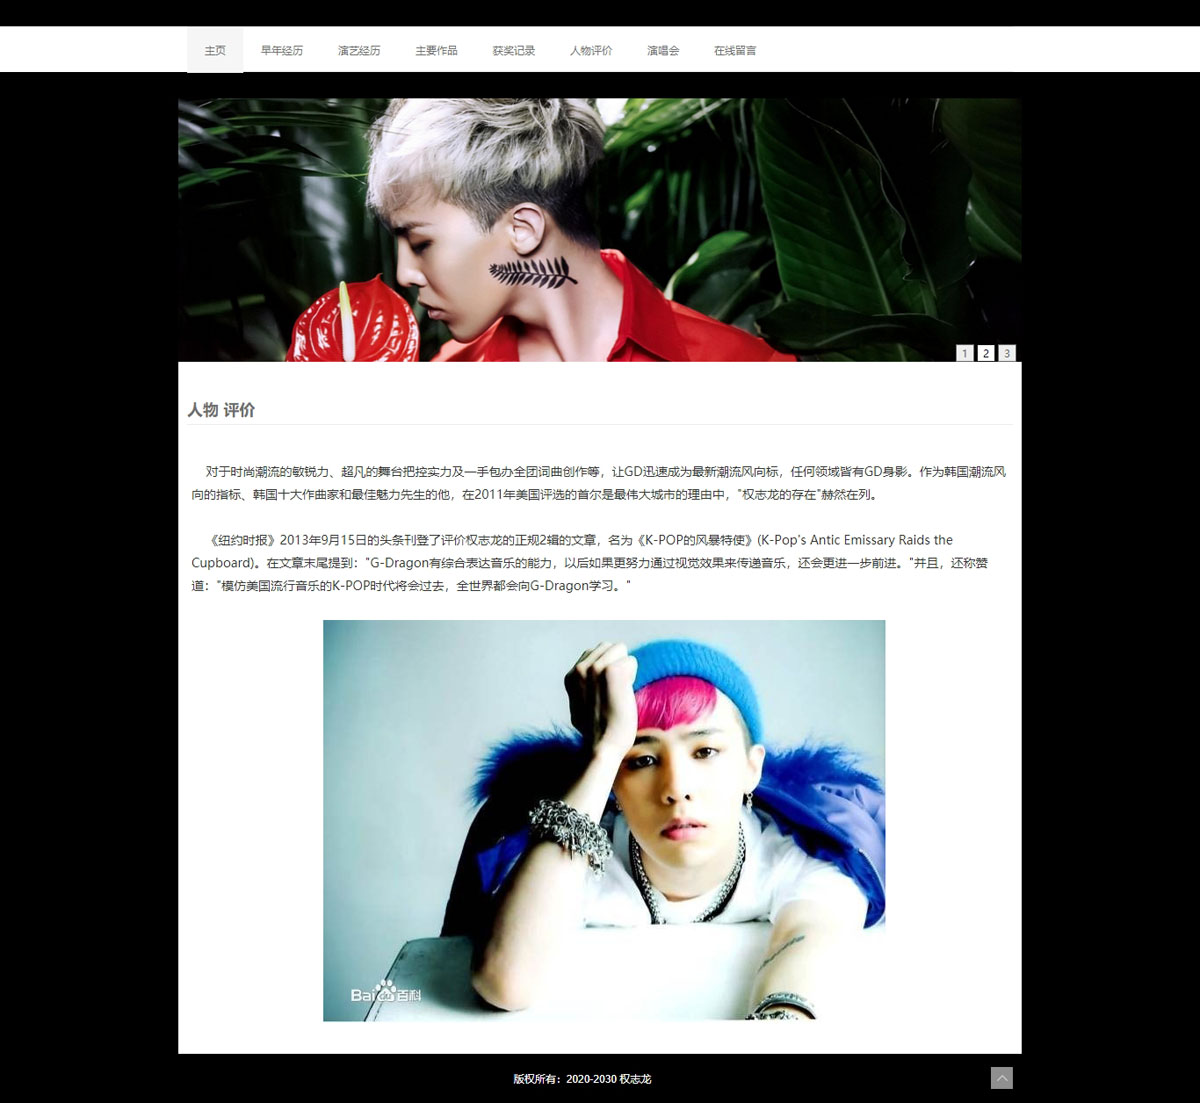 主页 早年经历 演艺经历 主要作品 获奖记录 人物评价 演唱会 在线留言
1 2 3
人物 评价
对于时尚潮流的敏锐力、超凡的舞台把控实力及一手包办全团词曲创作等，让GD迅速成为最新潮流风向标，任何领域皆有GD身影。作为韩国潮流风
向的指标、韩国十大作曲家和最佳魅力先生的他，在2011年美国评选的首尔是最伟大城市的理由中，"权志龙的存在"赫然在列。
《纽约时报》2013年9月15日的头条刊登了评价权志龙的正规2辑的文章，名为《K-POP的风暴特使》(K-Pop's Antic Emissary Raids the
Cupboard)。在文章末尾提到："G-Dragon有综合表达音乐的能力，以后如果更努力通过视觉效果来传递音乐，还会更进一步前进。"并且，还称赞
道："模仿美国流行音乐的K-POP时代将会过去，全世界都会向G-Dragon学习。"
Bai百科
版权所有：2020-2030 权志龙